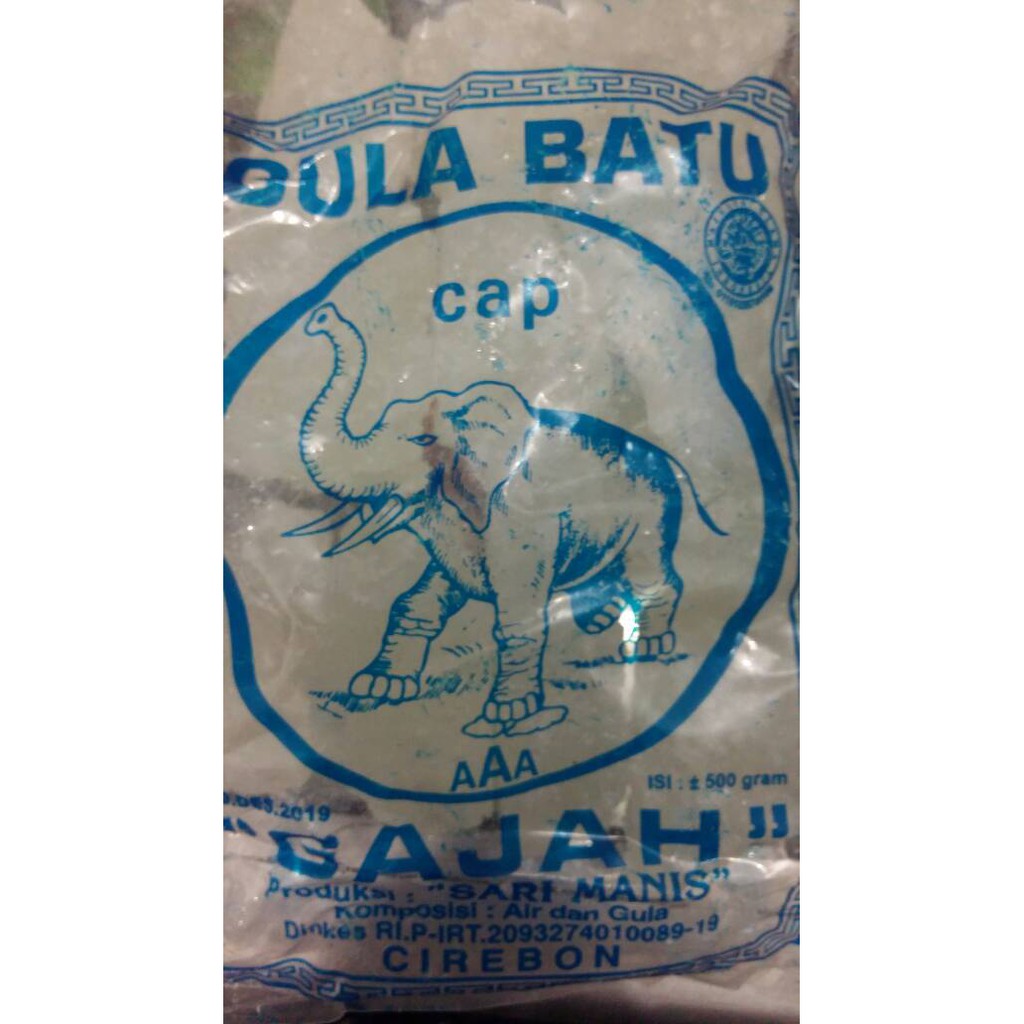 GULA BATU
cap
AAA
ISI : ± 500 gram
"GAJAH"
Produksi : "SARI MANIS"
Komposisi : Air dan Gula
Dinkes RI.P-IRT.2093274010089-19
CIREBON